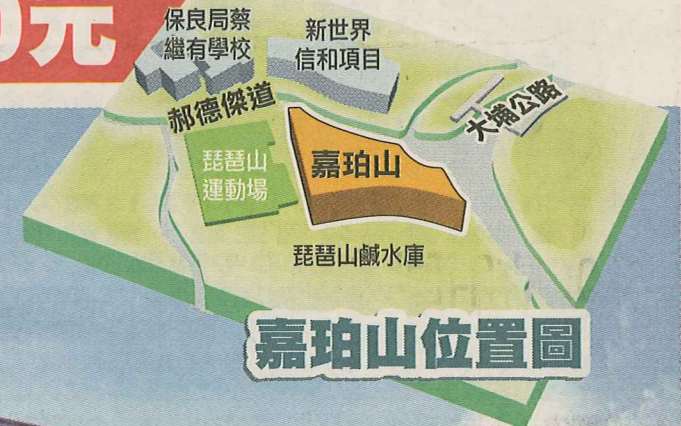 0元
保良局蔡
繼有學校
新世界
信和項目
郝德傑道
大埔公路
琵琶山
運動場
嘉珀山
琵琶山鹹水庫
嘉珀山位置圖